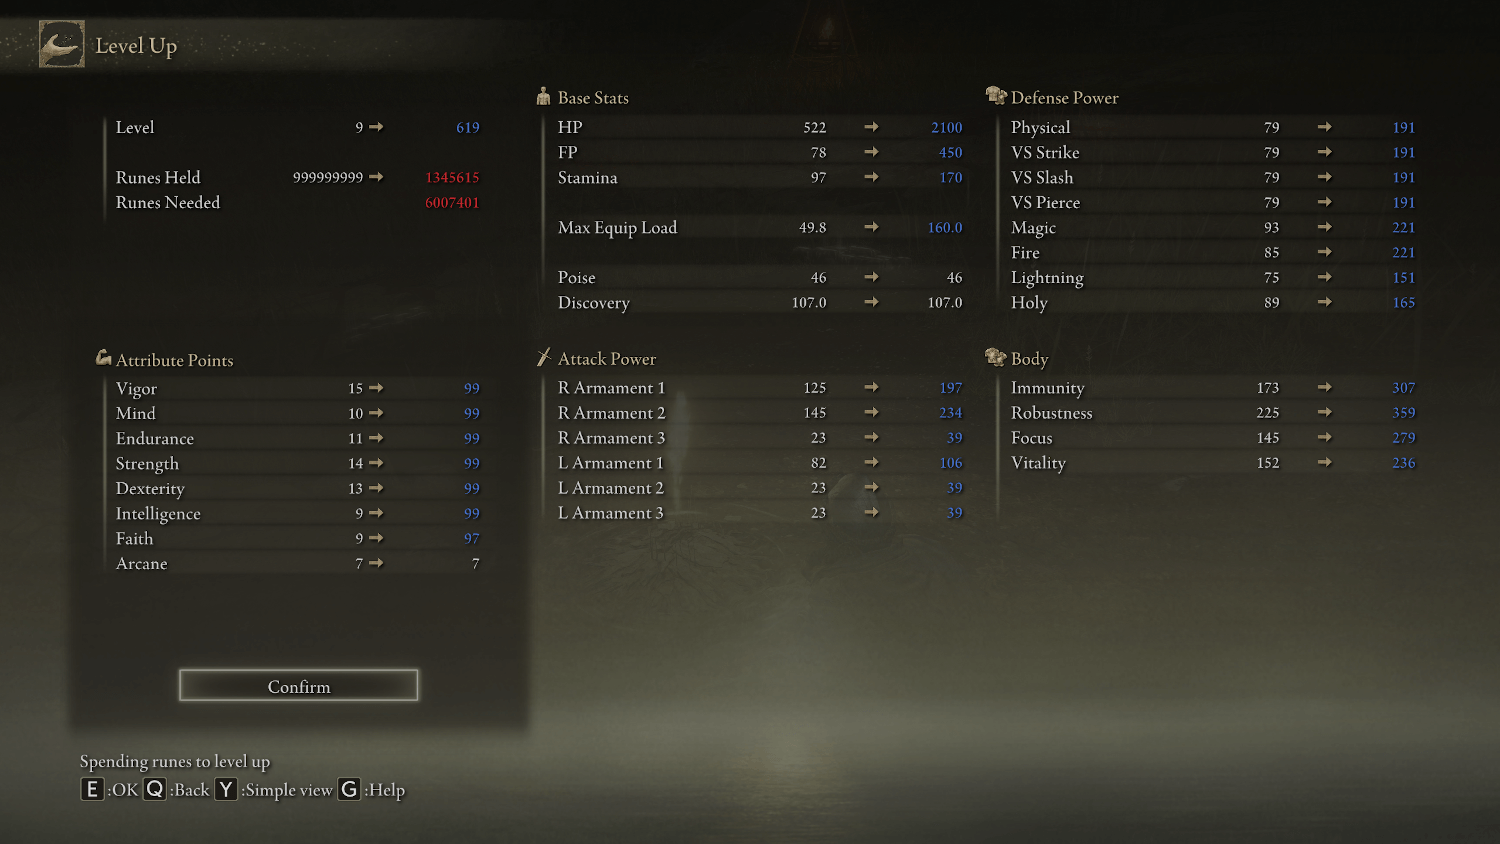 Level Up
Level 9 → 619
Runes Held 999999999 → 1345615
Runes Needed 6007401
Attribute Points
Vigor 15 → 99
Mind 10 → 99
Endurance 11 → 99
Strength 14 → 99
Dexterity 13 → 99
Intelligence 9 → 99
Faith 9 → 97
Arcane 7 → 7
Confirm
Base Stats
HP 522 → 2100
FP 78 → 450
Stamina 97 → 170
Max Equip Load 49.8 → 160.0
Poise 46 → 46
Discovery 107.0 → 107.0
Attack Power
R Armament 1 125 → 197
R Armament 2 145 → 234
R Armament 3 23 → 39
L Armament 1 82 → 106
L Armament 2 23 → 39
L Armament 3 23 → 39
Defense Power
Physical 79 → 191
VS Strike 79 → 191
VS Slash 79 → 191
VS Pierce 79 → 191
Magic 93 → 221
Fire 85 → 221
Lightning 75 → 151
Holy 89 → 165
Body
Immunity 173 → 307
Robustness 225 → 359
Focus 145 → 279
Vitality 152 → 236
Spending runes to level up
E :OK Q :Back Y :Simple view G :Help